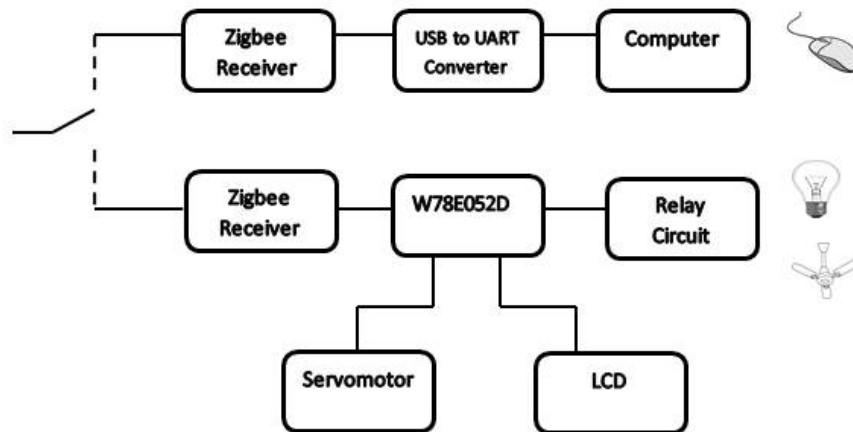 Zigbee
Receiver
USB to UART
Converter
Computer
Zigbee
Receiver
W78E052D
Relay
Circuit
Servomotor
LCD